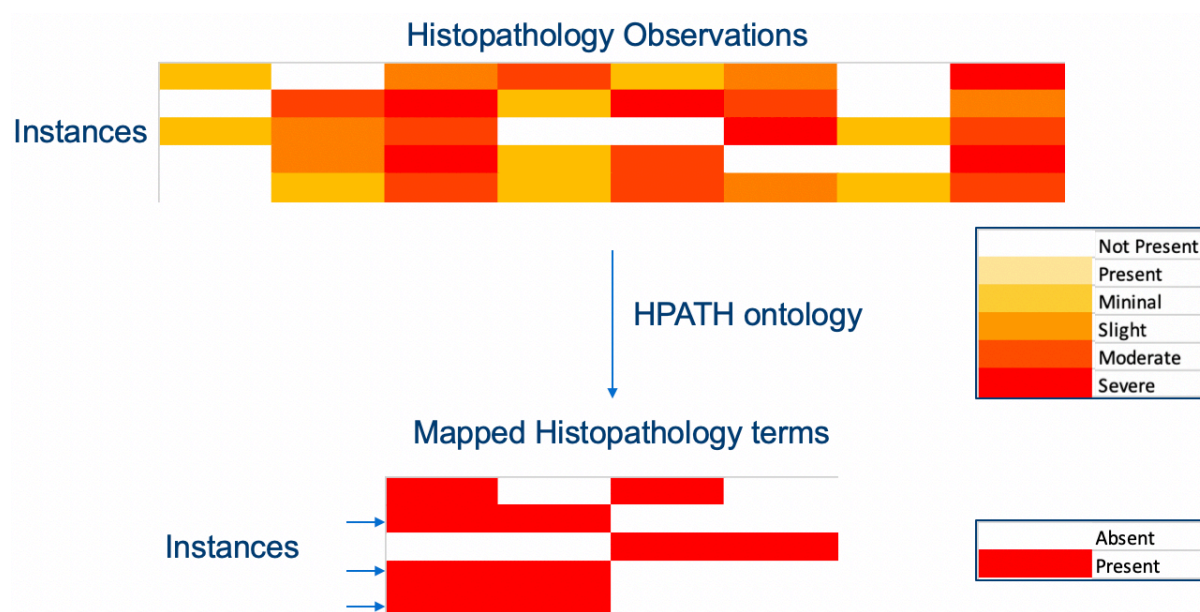 Histopathology Observations
Instances
Not Present
Present
Mininal
Slight
Moderate
Severe
HPATH ontology
Mapped Histopathology terms
Instances
Absent
Present